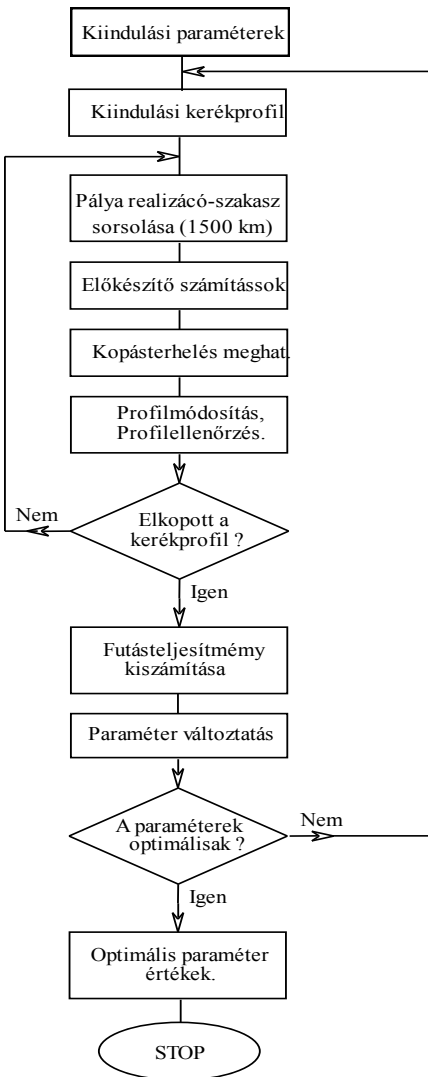 Kiindulási paraméterek
Kiindulási kerékprofil
Pálya realizácó-szakasz
sorsolása (1500 km)
Előkészítő számítássok
Kopásterhelés meghat.
Profilmódosítás,
Profilellenőrzés.
Nem
Elkopott a
kerékprofil ?
Igen
Futásteljesítmémy
kiszámítása
Paraméter változtatás
Nem
A paraméterek
optimálisak ?
Igen
Optimális paraméter
értékek.
STOP